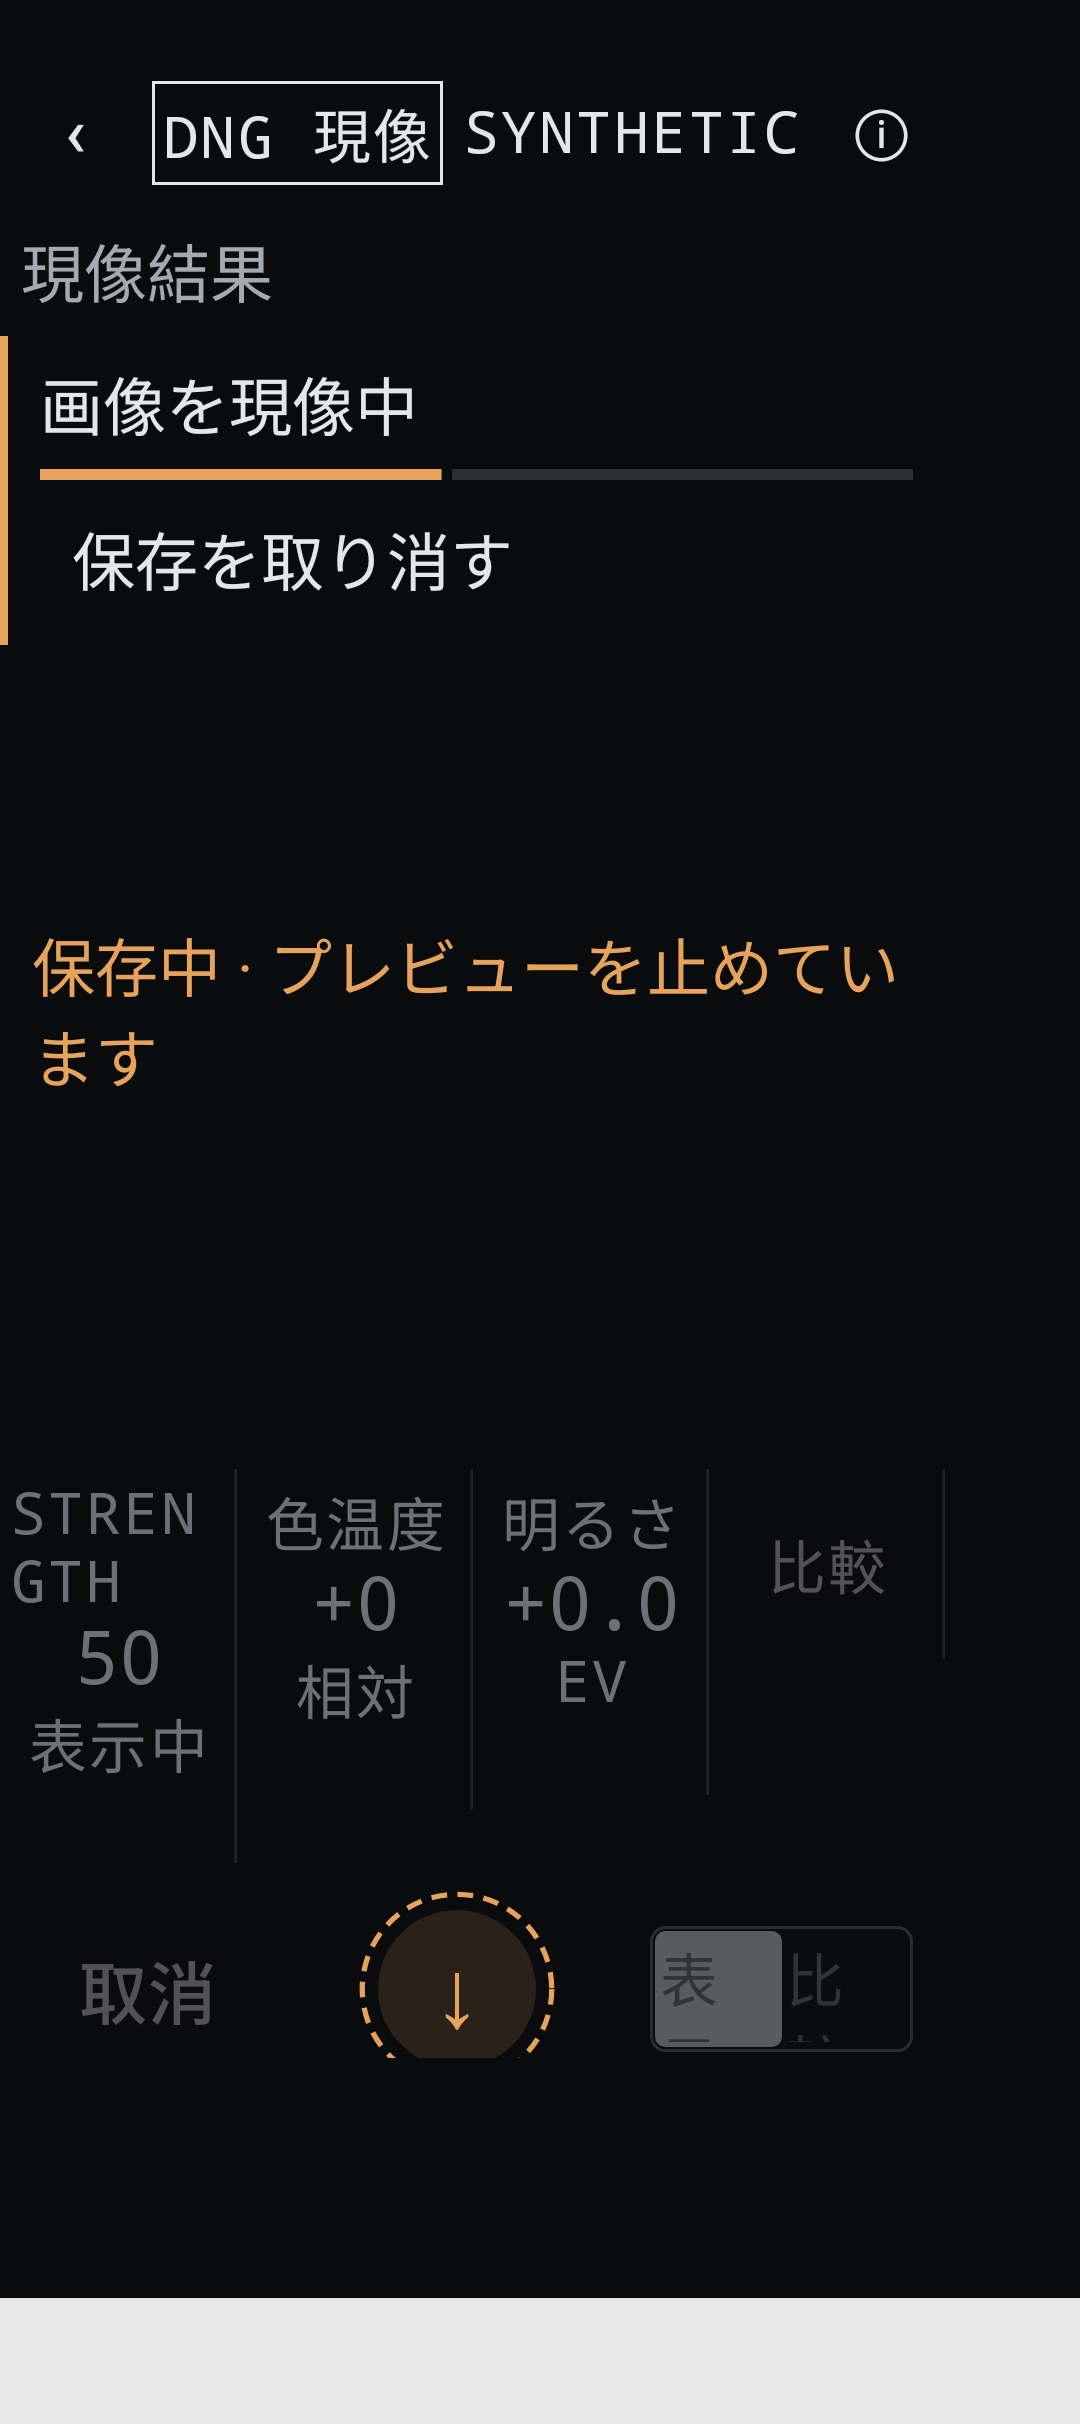 ‹ DNG 現像 SYNTHETIC ⓘ
現像結果
画像を現像中
保存を取り消す
保存中 · プレビューを止めてい
ます
STREN
GTH
50
表示中
色温度
+0
相対
明るさ
+0.0
EV
比較
取消
↓
表
比